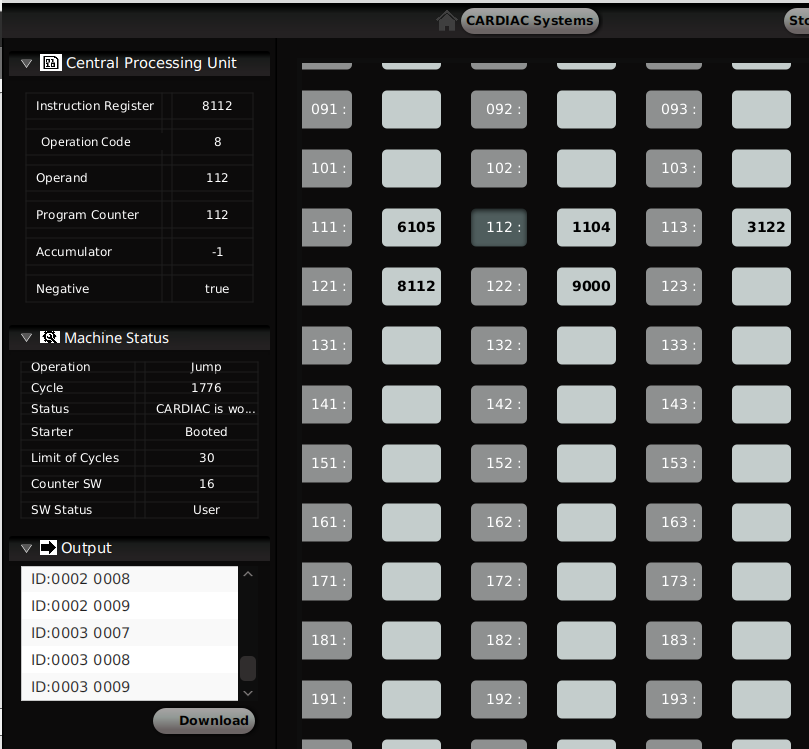 CARDIAC Systems
Sto
Central Processing Unit
Instruction Register 8112
Operation Code 8
Operand 112
Program Counter 112
Accumulator -1
Negative true
Machine Status
Operation Jump
Cycle 1776
Status CARDIAC is wo...
Starter Booted
Limit of Cycles 30
Counter SW 16
SW Status User
Output
ID:0002 0008
ID:0002 0009
ID:0003 0007
ID:0003 0008
ID:0003 0009
Download
091 : 092 : 093 :
101 : 102 : 103 :
111 : 6105 112 : 1104 113 : 3122
121 : 8112 122 : 9000 123 :
131 : 132 : 133 :
141 : 142 : 143 :
151 : 152 : 153 :
161 : 162 : 163 :
171 : 172 : 173 :
181 : 182 : 183 :
191 : 192 : 193 :